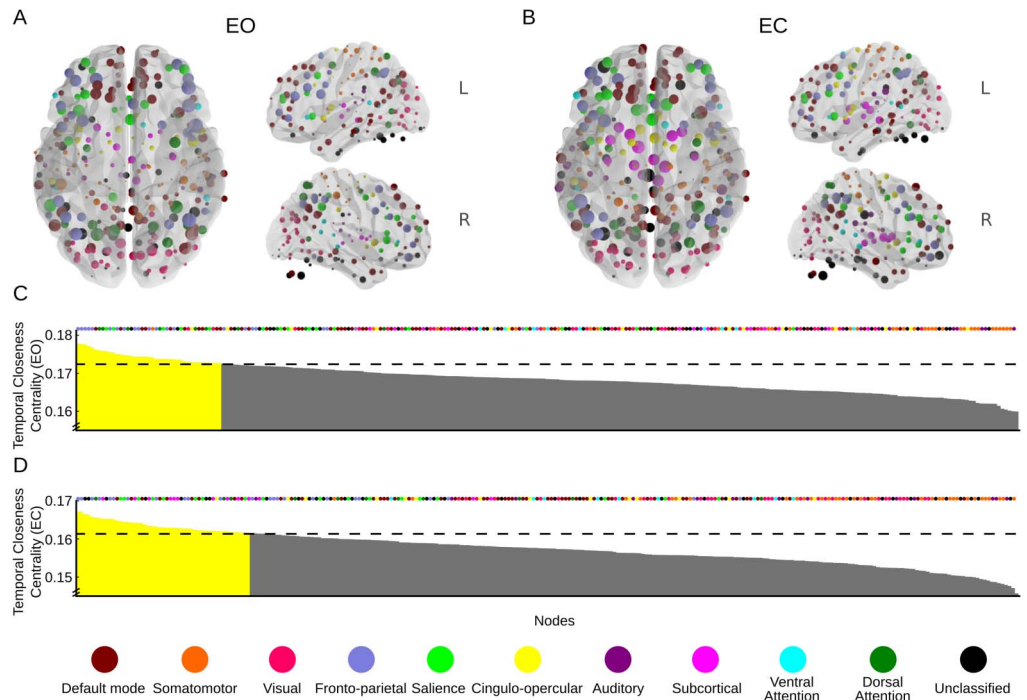 A
EO
B
EC
L
L
R
R
C
Temporal Closeness
Centrality (EO)
0.18
0.17
0.16
D
Temporal Closeness
Centrality (EC)
0.17
0.16
0.15
Nodes
Default mode
Somatomotor
Visual
Fronto-parietal
Salience
Cingulo-opercular
Auditory
Subcortical
Ventral
Attention
Dorsal
Attention
Unclassified